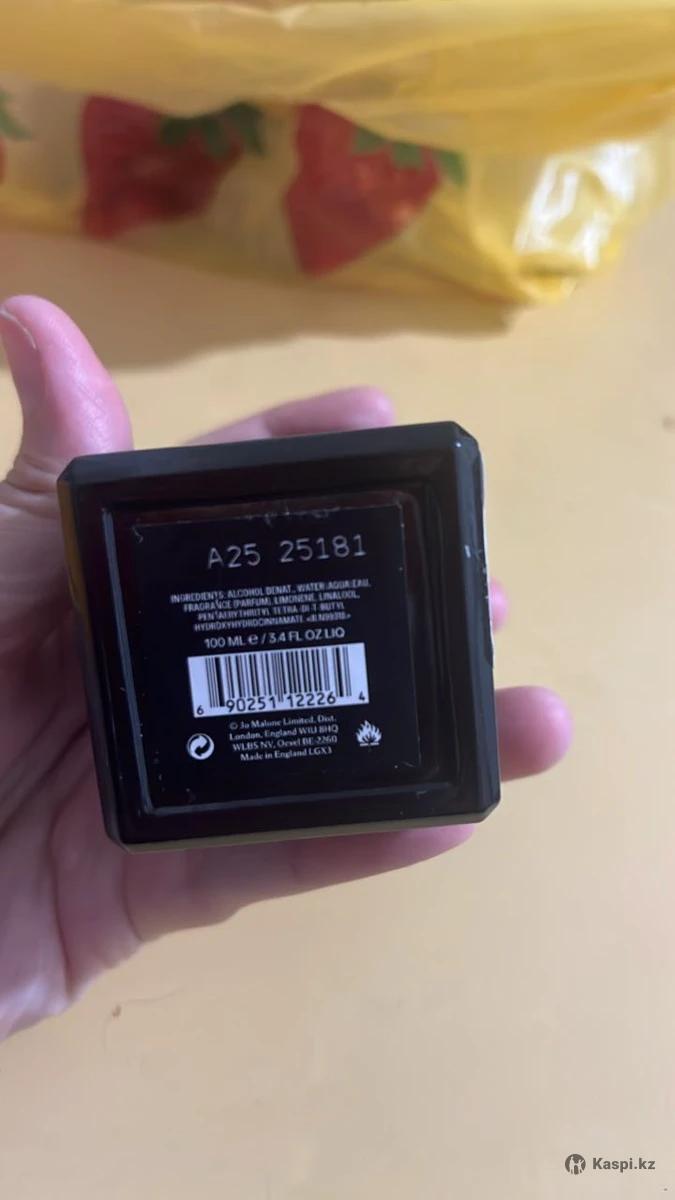 A25 25181
INGREDIENTS: ALCOHOL DENAT., WATER\AQUA\EAU,
FRAGRANCE (PARFUM), LIMONENE, LINALOOL,
PENTAERYTHRITYL TETRA-DI-T-BUTYL
HYDROXYHYDROCINNAMATE
100 ML e / 3.4 FL OZ LIQ
6 90251 12226 4
© Jo Malone Limited, Dist.
London, England W1U 8HQ
WLBS NV, Oevel BE-2260
Made in England LGX3
Kaspi.kz